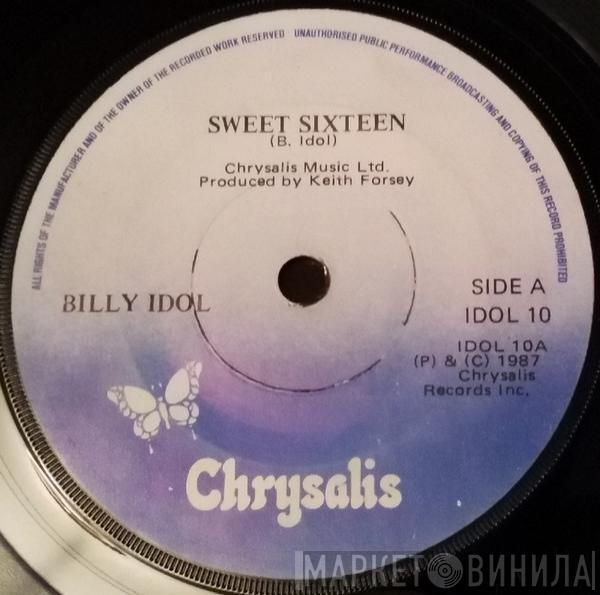 ALL RIGHTS OF THE MANUFACTURER AND OF THE OWNER OF THE RECORDED WORK RESERVED UNAUTHORISED PUBLIC PERFORMANCE BROADCASTING AND COPYING OF THIS RECORD PROHIBITED
SWEET SIXTEEN
(B. Idol)
Chrysalis Music Ltd.
Produced by Keith Forsey
BILLY IDOL
SIDE A
IDOL 10
IDOL 10A
(P) & (C) 1987
Chrysalis
Records Inc.
Chrysalis
МАРКЕТ ВИНИЛА